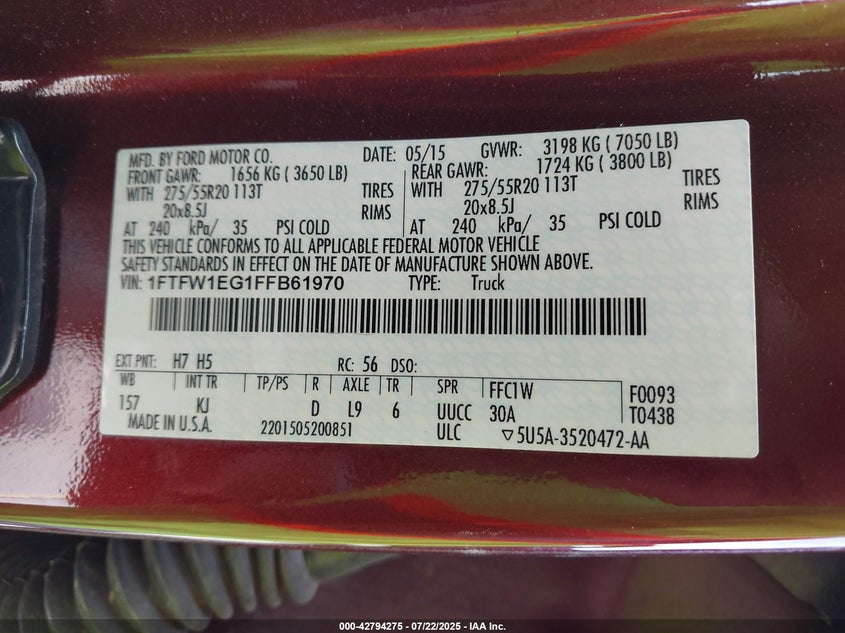 MFD. BY FORD MOTOR CO. DATE: 05/15 GVWR: 3198 KG ( 7050 LB)
FRONT GAWR: 1656 KG ( 3650 LB) REAR GAWR: 1724 KG ( 3800 LB)
WITH 275/55R20 113T TIRES WITH 275/55R20 113T TIRES
20x8.5J RIMS 20x8.5J RIMS
AT 240 kPa/ 35 PSI COLD AT 240 kPa/ 35 PSI COLD
THIS VEHICLE CONFORMS TO ALL APPLICABLE FEDERAL MOTOR VEHICLE
SAFETY STANDARDS IN EFFECT ON THE DATE OF MANUFACTURE SHOWN ABOVE.
VIN: 1FTFW1EG1FFB61970 TYPE: Truck
EXT PNT: H7 H5 RC: 56 DSO:
WB INT TR TP/PS R AXLE TR SPR FFC1W F0093
157 KJ D L9 6 UUCC 30A T0438
MADE IN U.S.A. 2201505200851 ULC ▽5U5A-3520472-AA
000-42794275 - 07/22/2025 - IAA Inc.